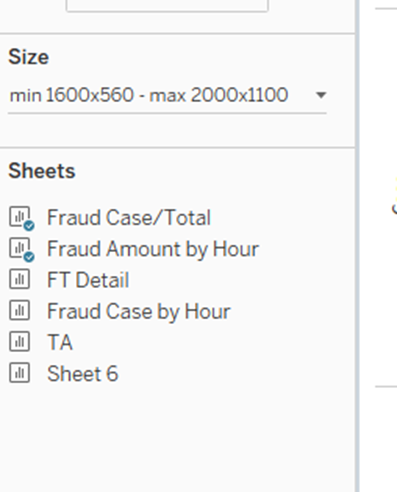 Size
min 1600x560 - max 2000x1100
Sheets
Fraud Case/Total
Fraud Amount by Hour
FT Detail
Fraud Case by Hour
TA
Sheet 6